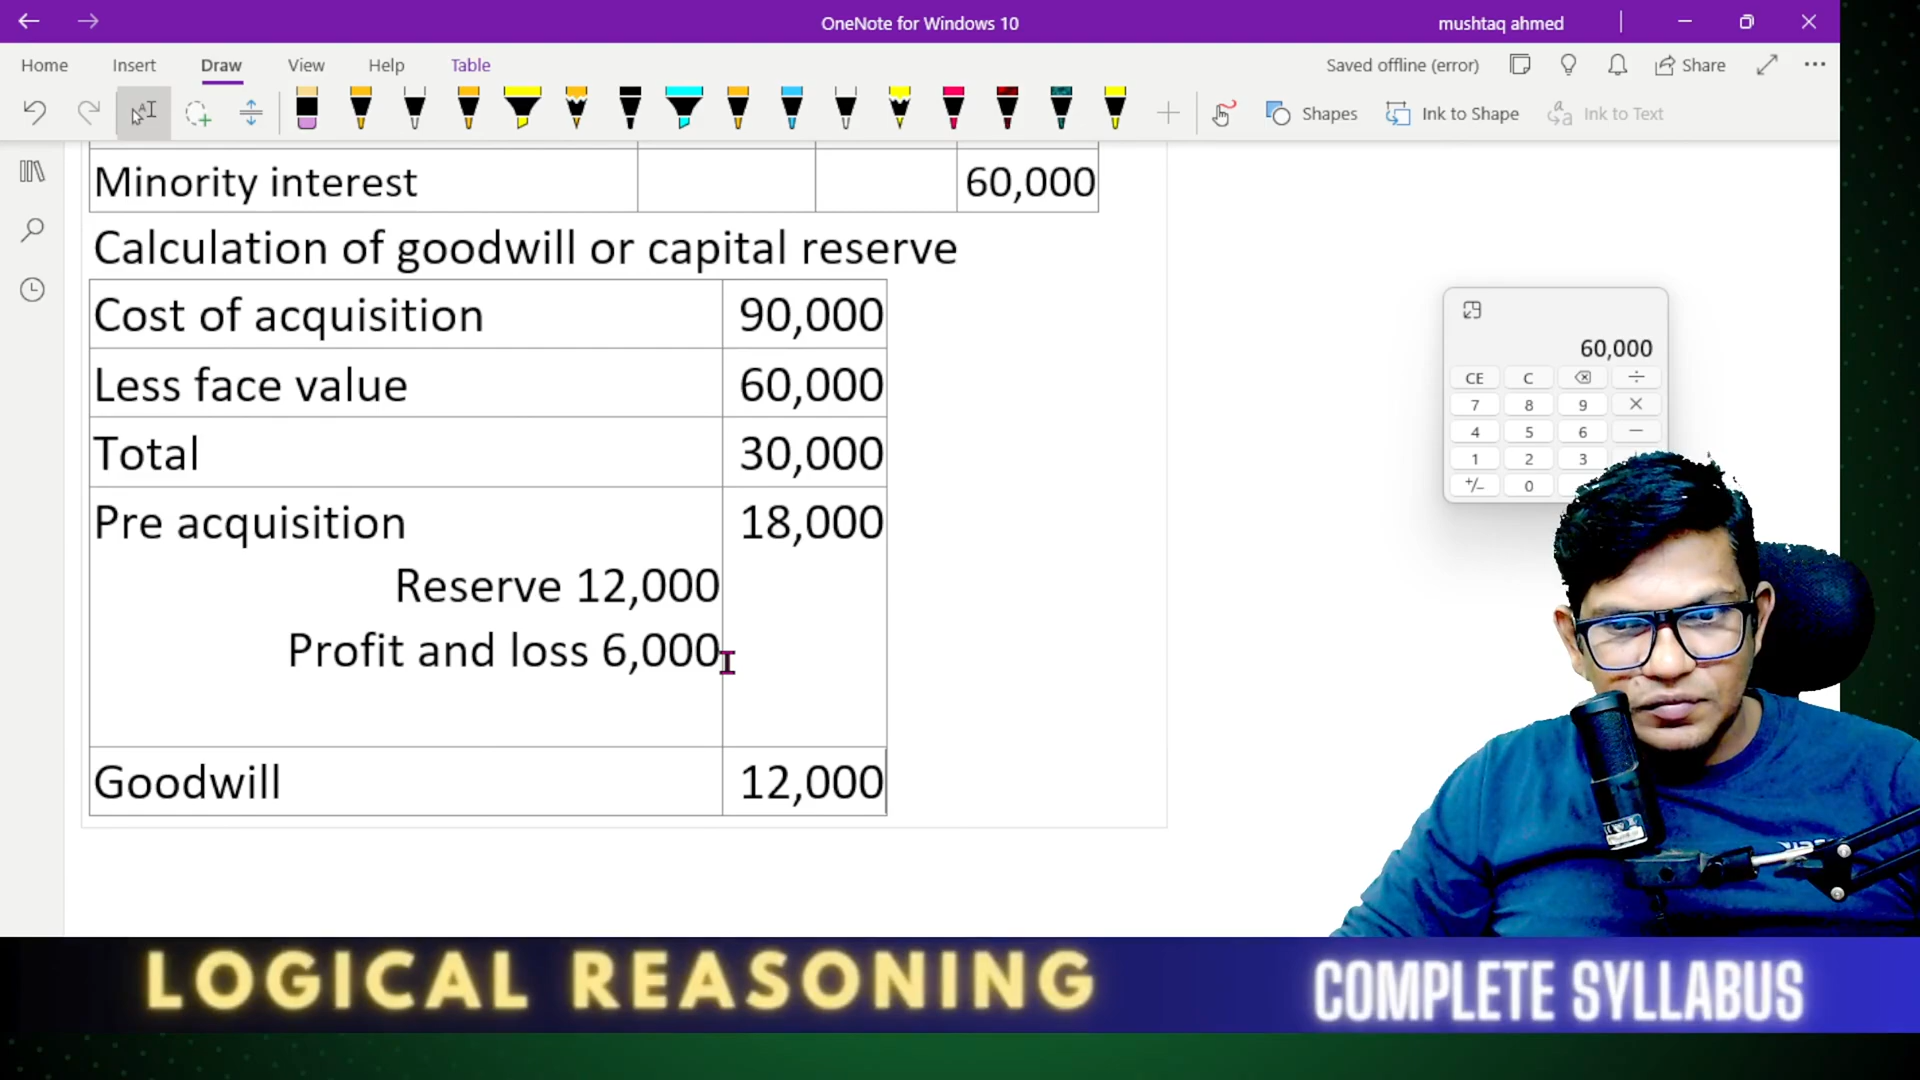 OneNote for Windows 10
mushtaq ahmed
Home Insert Draw View Help Table
Saved offline (error) Share
Shapes Ink to Shape Ink to Text
Minority interest 60,000
Calculation of goodwill or capital reserve
Cost of acquisition 90,000
Less face value 60,000
Total 30,000
Pre acquisition 18,000
Reserve 12,000
Profit and loss 6,000
Goodwill 12,000
60,000
CE C ÷
7 8 9 ×
4 5 6 −
1 2 3
+/− 0
LOGICAL REASONING
COMPLETE SYLLABUS